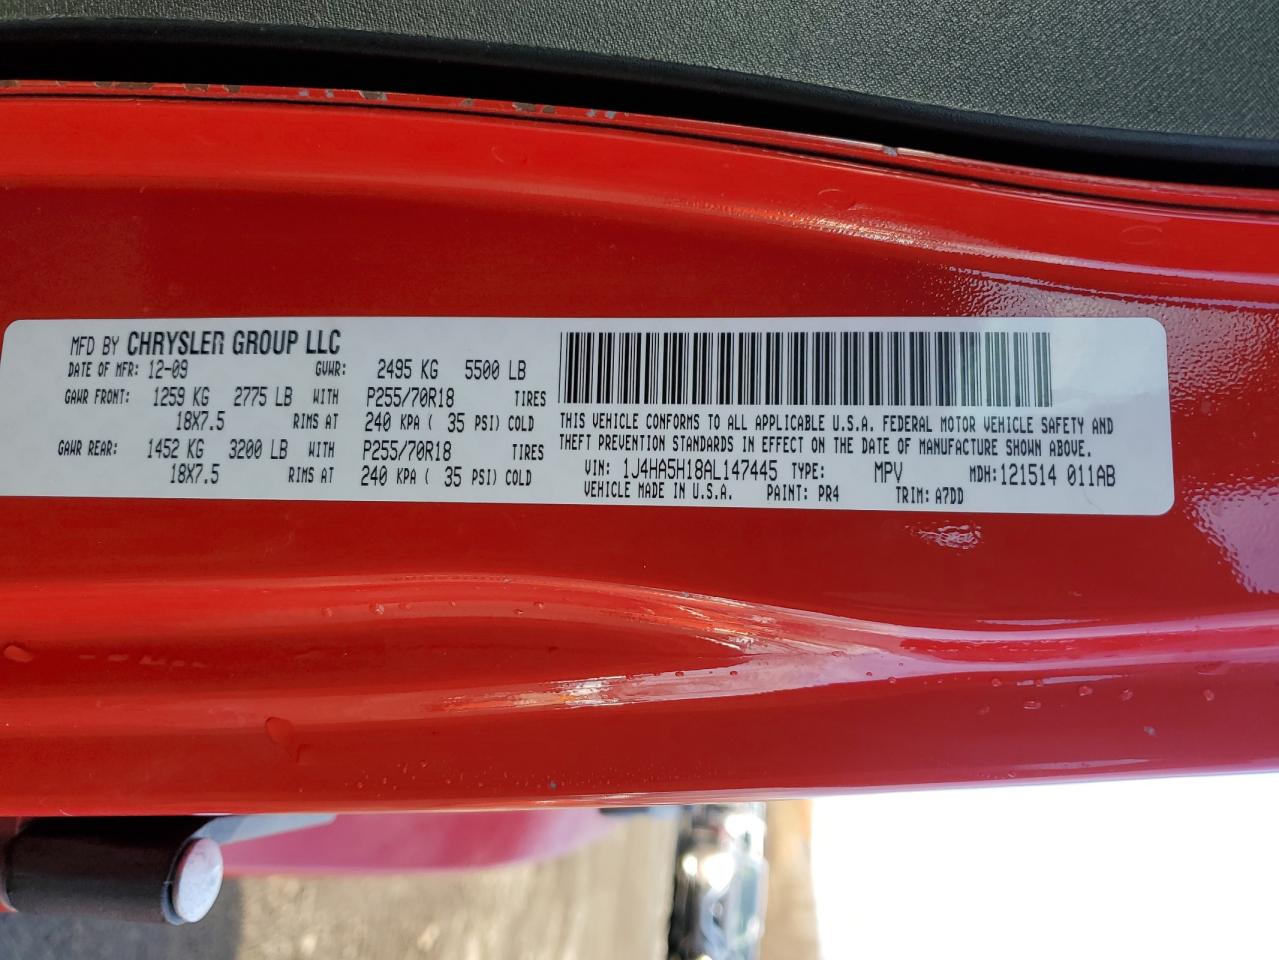 MFD BY CHRYSLER GROUP LLC
DATE OF MFR: 12-09 GVWR: 2495 KG 5500 LB
GAWR FRONT: 1259 KG 2775 LB WITH P255/70R18 TIRES
18X7.5 RIMS AT 240 KPA ( 35 PSI) COLD
GAWR REAR: 1452 KG 3200 LB WITH P255/70R18 TIRES
18X7.5 RIMS AT 240 KPA ( 35 PSI) COLD
THIS VEHICLE CONFORMS TO ALL APPLICABLE U.S.A. FEDERAL MOTOR VEHICLE SAFETY AND
THEFT PREVENTION STANDARDS IN EFFECT ON THE DATE OF MANUFACTURE SHOWN ABOVE.
VIN: 1J4HA5H18AL147445 TYPE: MPV MDH: 121514 011AB
VEHICLE MADE IN U.S.A. PAINT: PR4 TRIM: A7DD